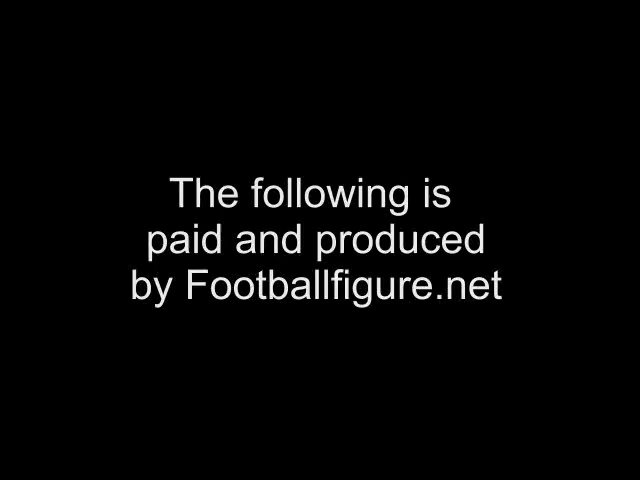 The following is
paid and produced
by Footballfigure.net